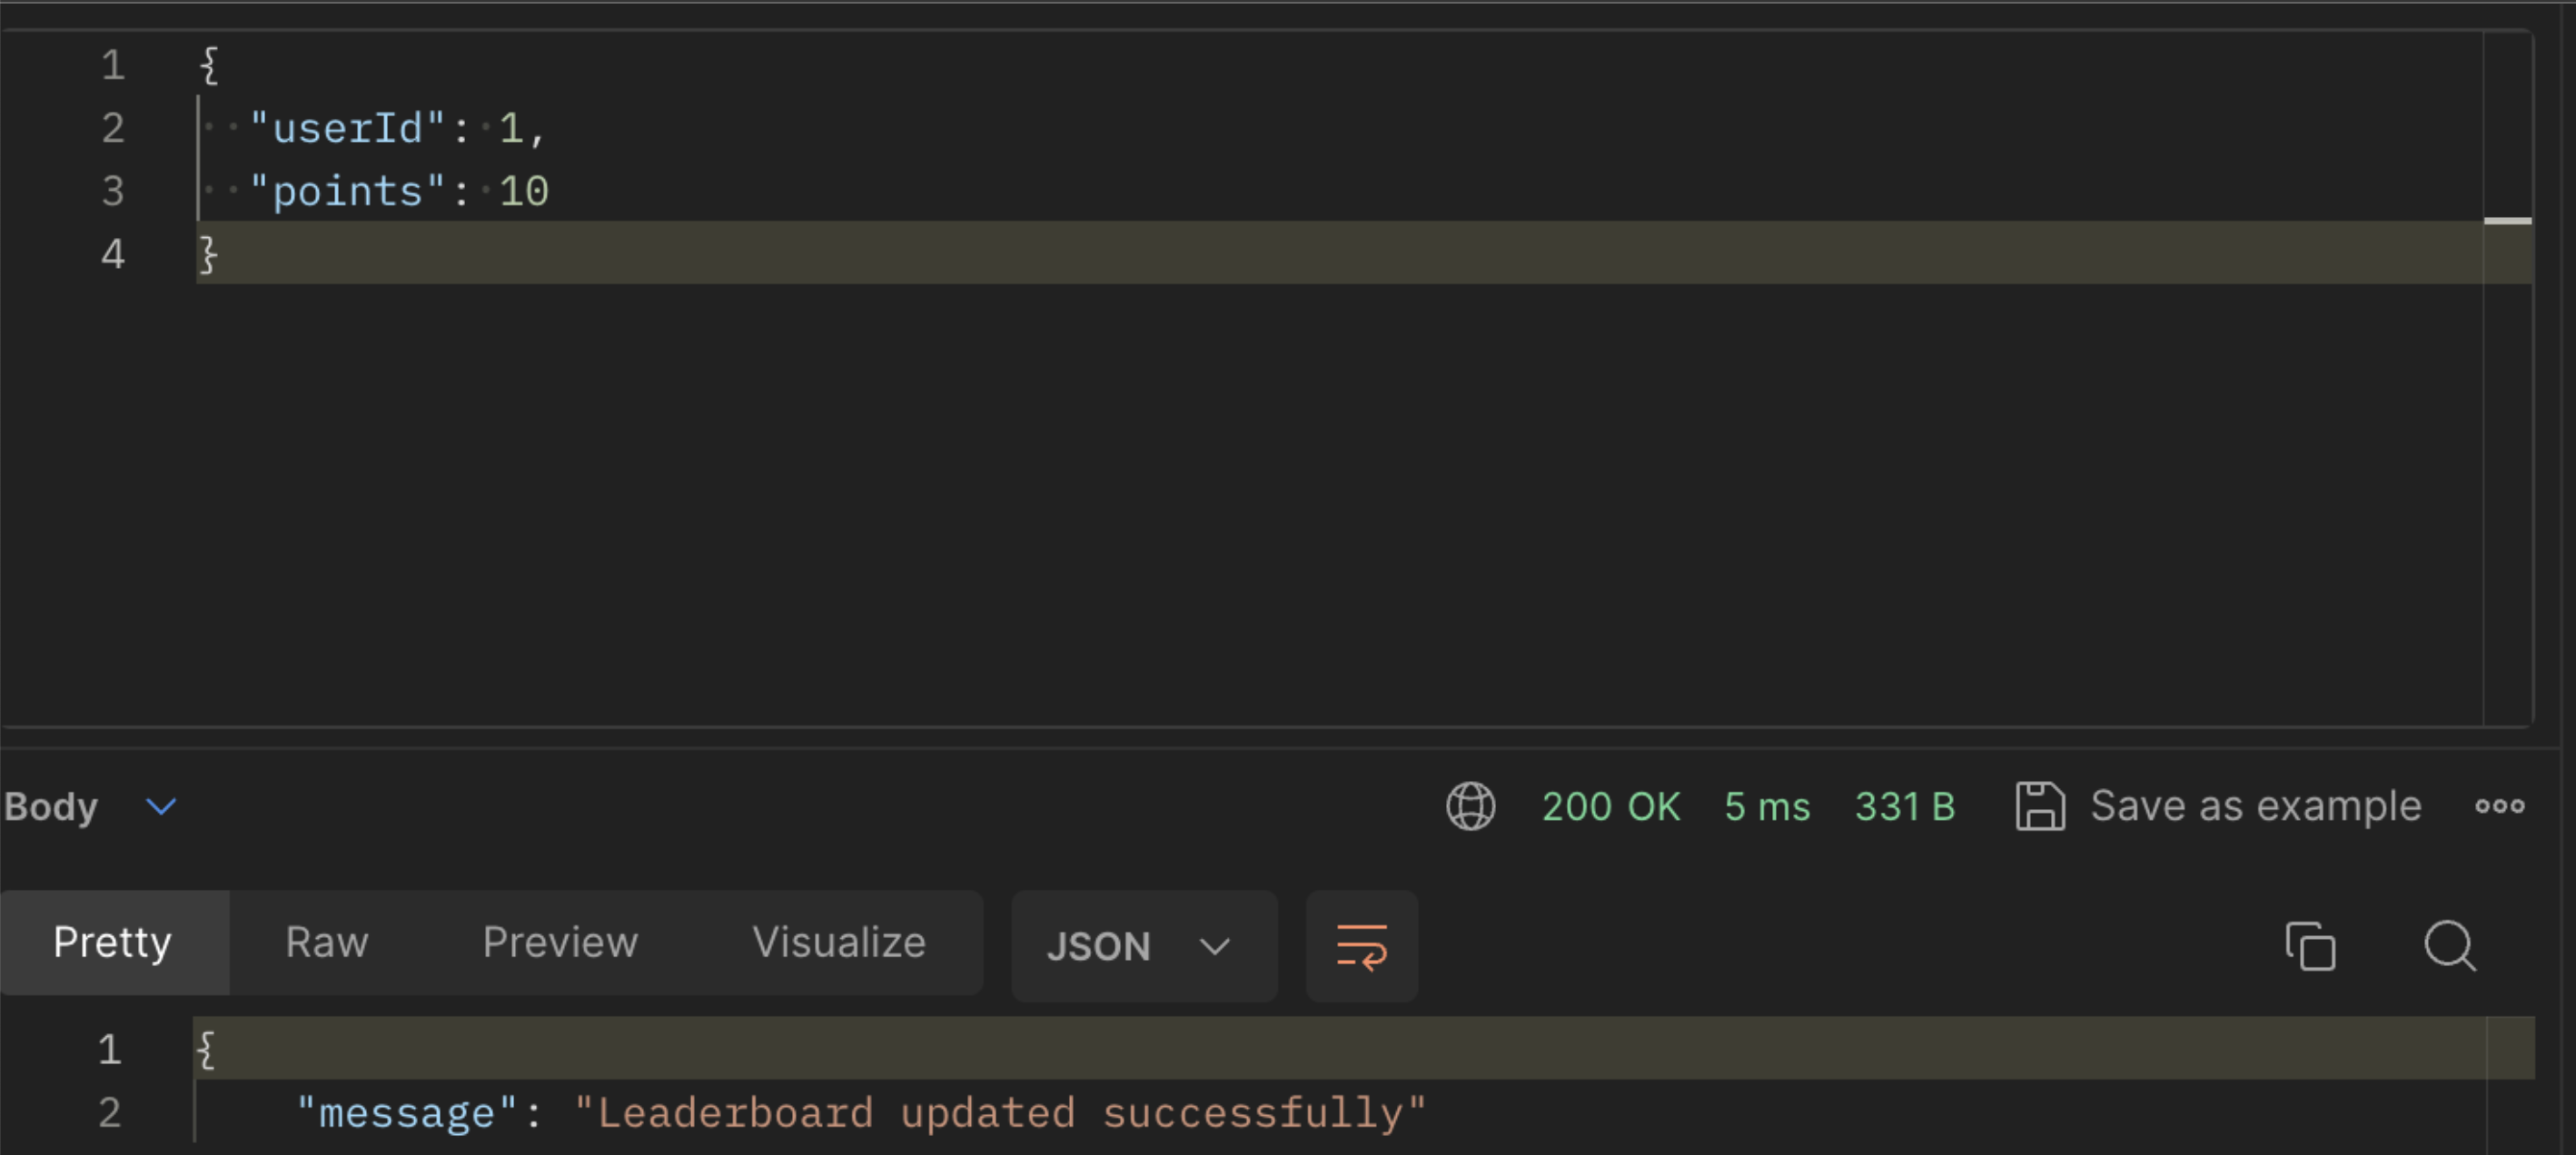 1 {
2 "userId": 1,
3 "points": 10
4 }
Body 200 OK 5 ms 331 B Save as example
Pretty Raw Preview Visualize JSON
1 {
2 "message": "Leaderboard updated successfully"